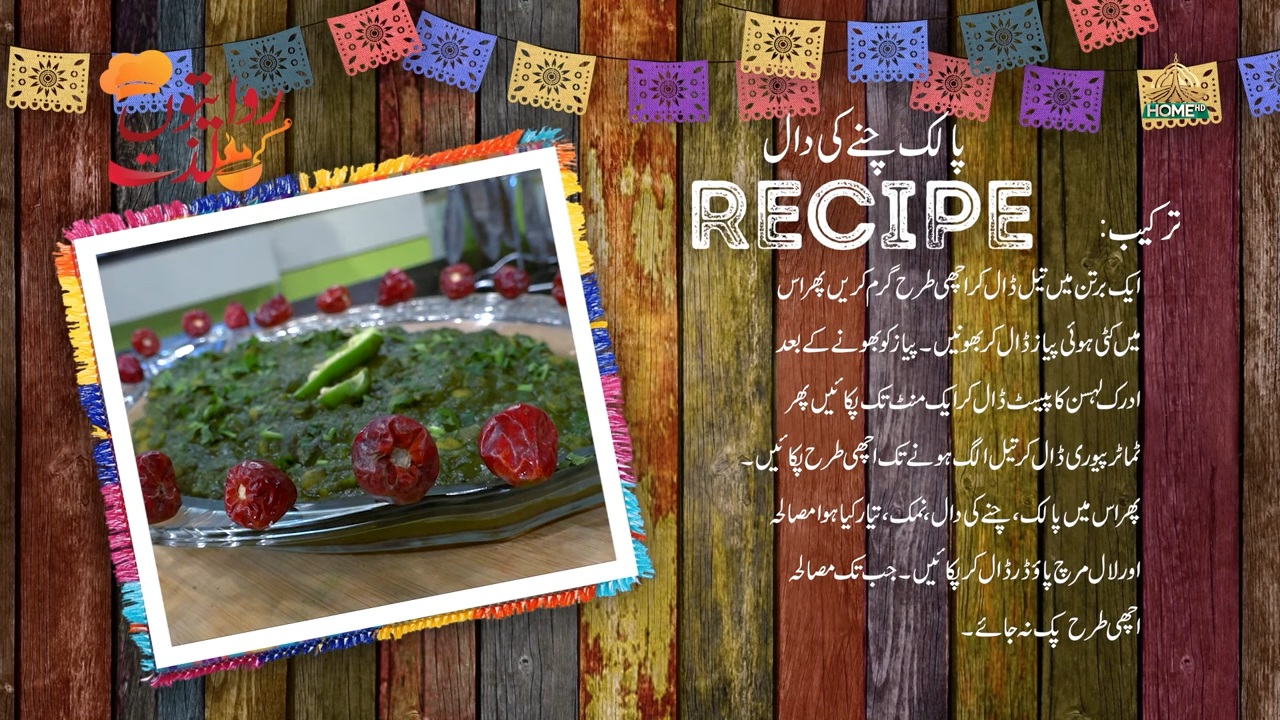 روایتوں کی لذت
HOME HD
پالک چنے کی دال
RECIPE
ترکیب:
ایک برتن میں تیل ڈال کر اچھی طرح گرم کریں پھر اس
میں کٹی ہوئی پیاز ڈال کر بھونیں۔ پیاز کو بھونے کے بعد
ادرک لہسن کا پیسٹ ڈال کر ایک منٹ تک پکائیں پھر
ٹماٹر پیوری ڈال کر تیل الگ ہونے تک اچھی طرح پکائیں۔
پھر اس میں پالک، چنے کی دال، نمک، تیار کیا ہوا مصالحہ
اور لال مرچ پاؤڈر ڈال کر پکائیں۔ جب تک مصالحہ
اچھی طرح پک نہ جائے۔